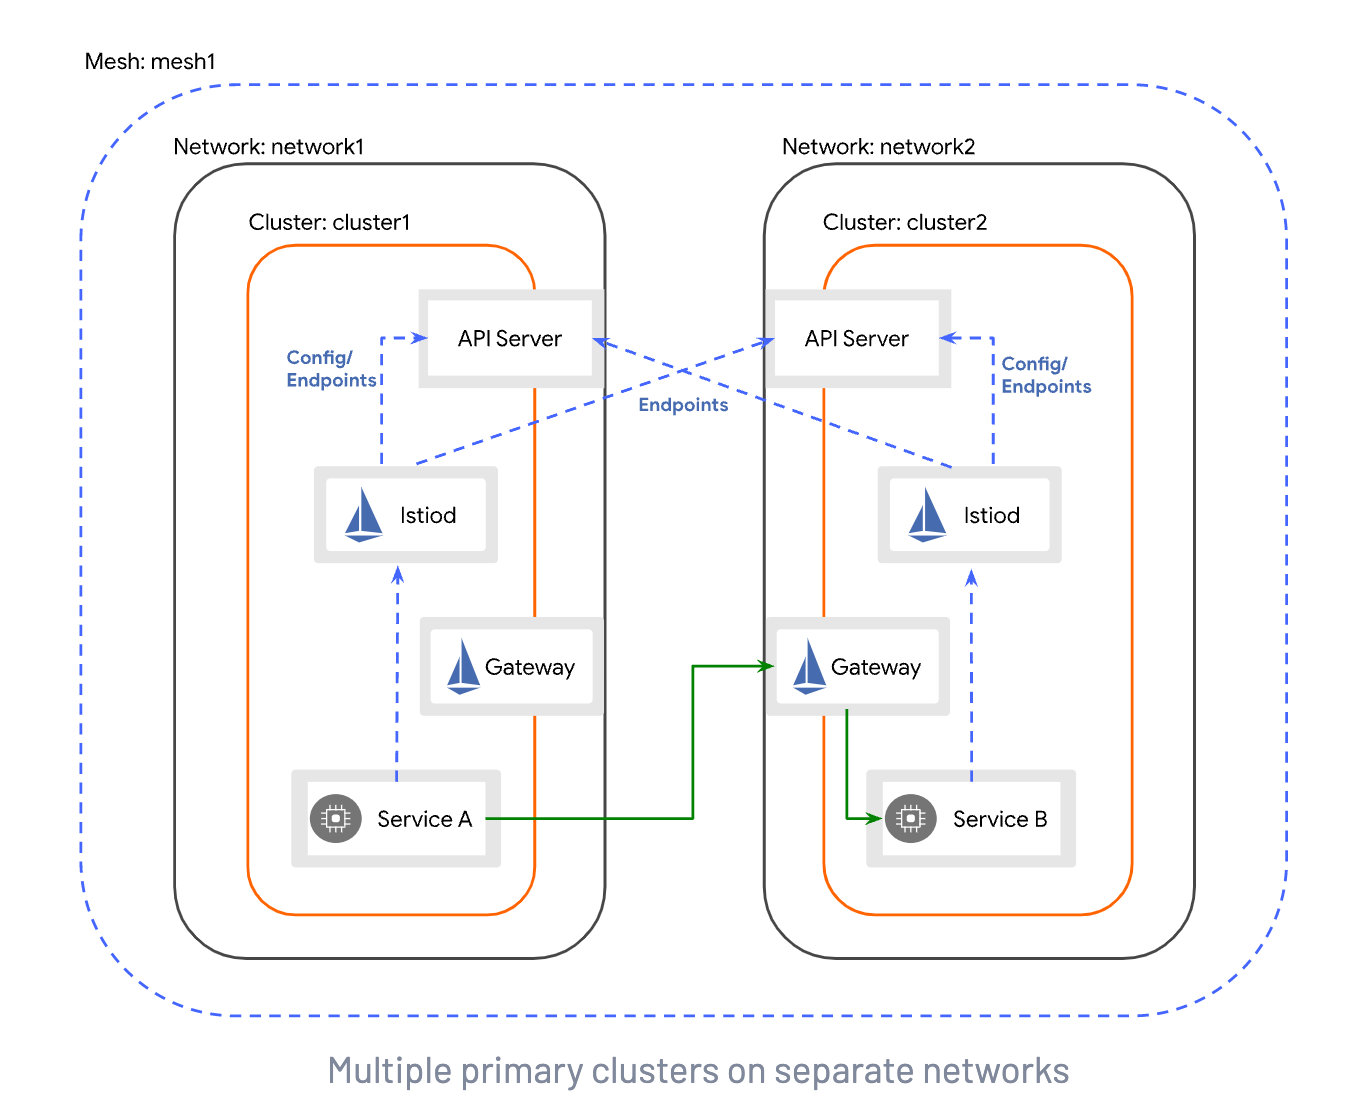 Mesh: mesh1
Network: network1
Network: network2
Cluster: cluster1
Cluster: cluster2
API Server
API Server
Config/
Endpoints
Config/
Endpoints
Endpoints
Istiod
Istiod
Gateway
Gateway
Service A
Service B
Multiple primary clusters on separate networks